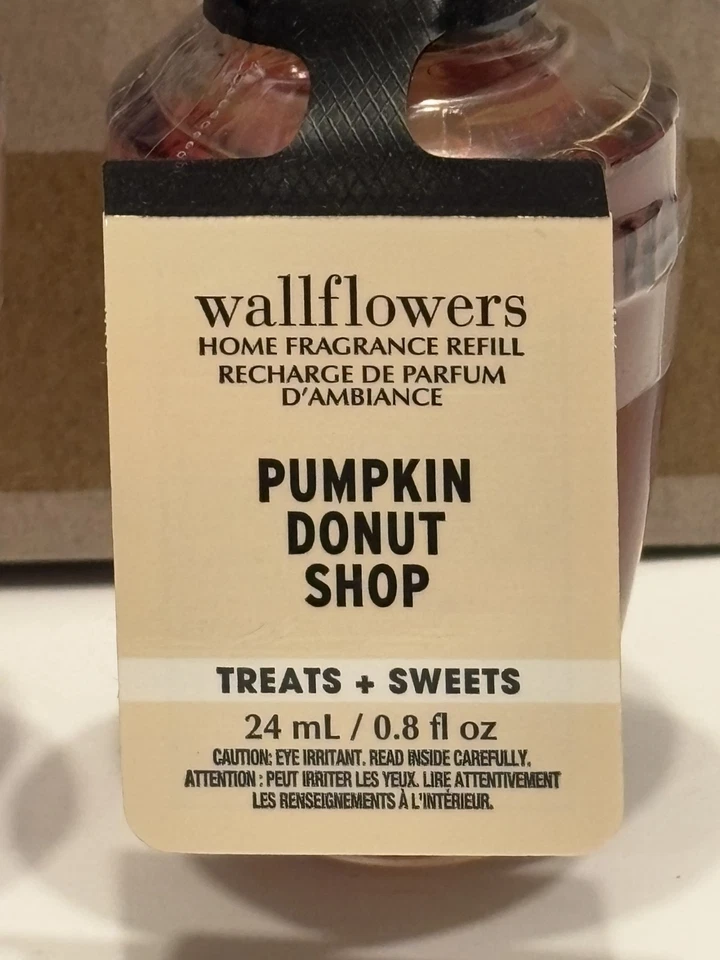 wallflowers
HOME FRAGRANCE REFILL
RECHARGE DE PARFUM
D'AMBIANCE
PUMPKIN
DONUT
SHOP
TREATS + SWEETS
24 mL / 0.8 fl oz
CAUTION: EYE IRRITANT. READ INSIDE CAREFULLY.
ATTENTION : PEUT IRRITER LES YEUX. LIRE ATTENTIVEMENT
LES RENSEIGNEMENTS À L'INTÉRIEUR.